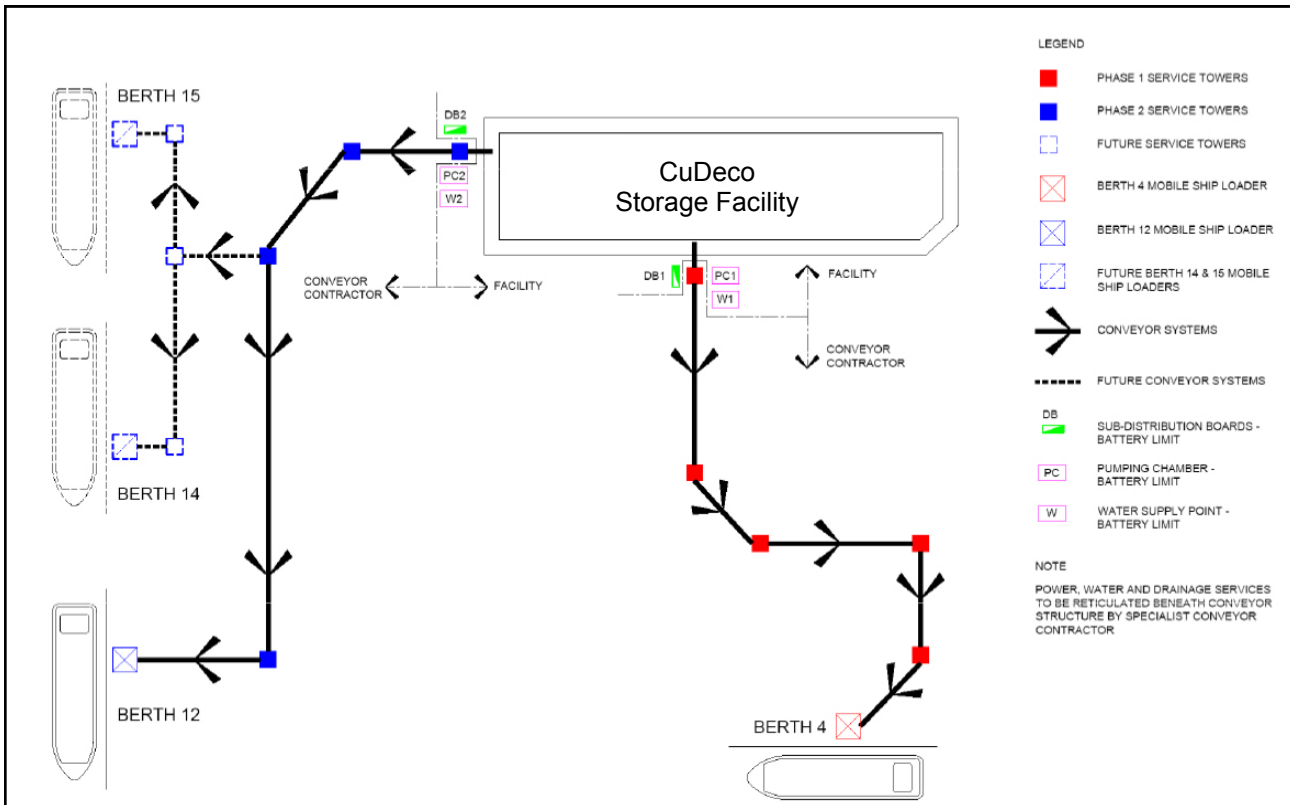 BERTH 15
DB2
PC2
W2
CuDeco
Storage Facility
CONVEYOR
CONTRACTOR
FACILITY
DB1
PC1
W1
FACILITY
CONVEYOR
CONTRACTOR
BERTH 14
BERTH 12
BERTH 4
LEGEND
PHASE 1 SERVICE TOWERS
PHASE 2 SERVICE TOWERS
FUTURE SERVICE TOWERS
BERTH 4 MOBILE SHIP LOADER
BERTH 12 MOBILE SHIP LOADER
FUTURE BERTH 14 & 15 MOBILE
SHIP LOADERS
CONVEYOR SYSTEMS
FUTURE CONVEYOR SYSTEMS
DB
SUB-DISTRIBUTION BOARDS -
BATTERY LIMIT
PC
PUMPING CHAMBER -
BATTERY LIMIT
W
WATER SUPPLY POINT -
BATTERY LIMIT
NOTE
POWER, WATER AND DRAINAGE SERVICES
TO BE RETICULATED BENEATH CONVEYOR
STRUCTURE BY SPECIALIST CONVEYOR
CONTRACTOR